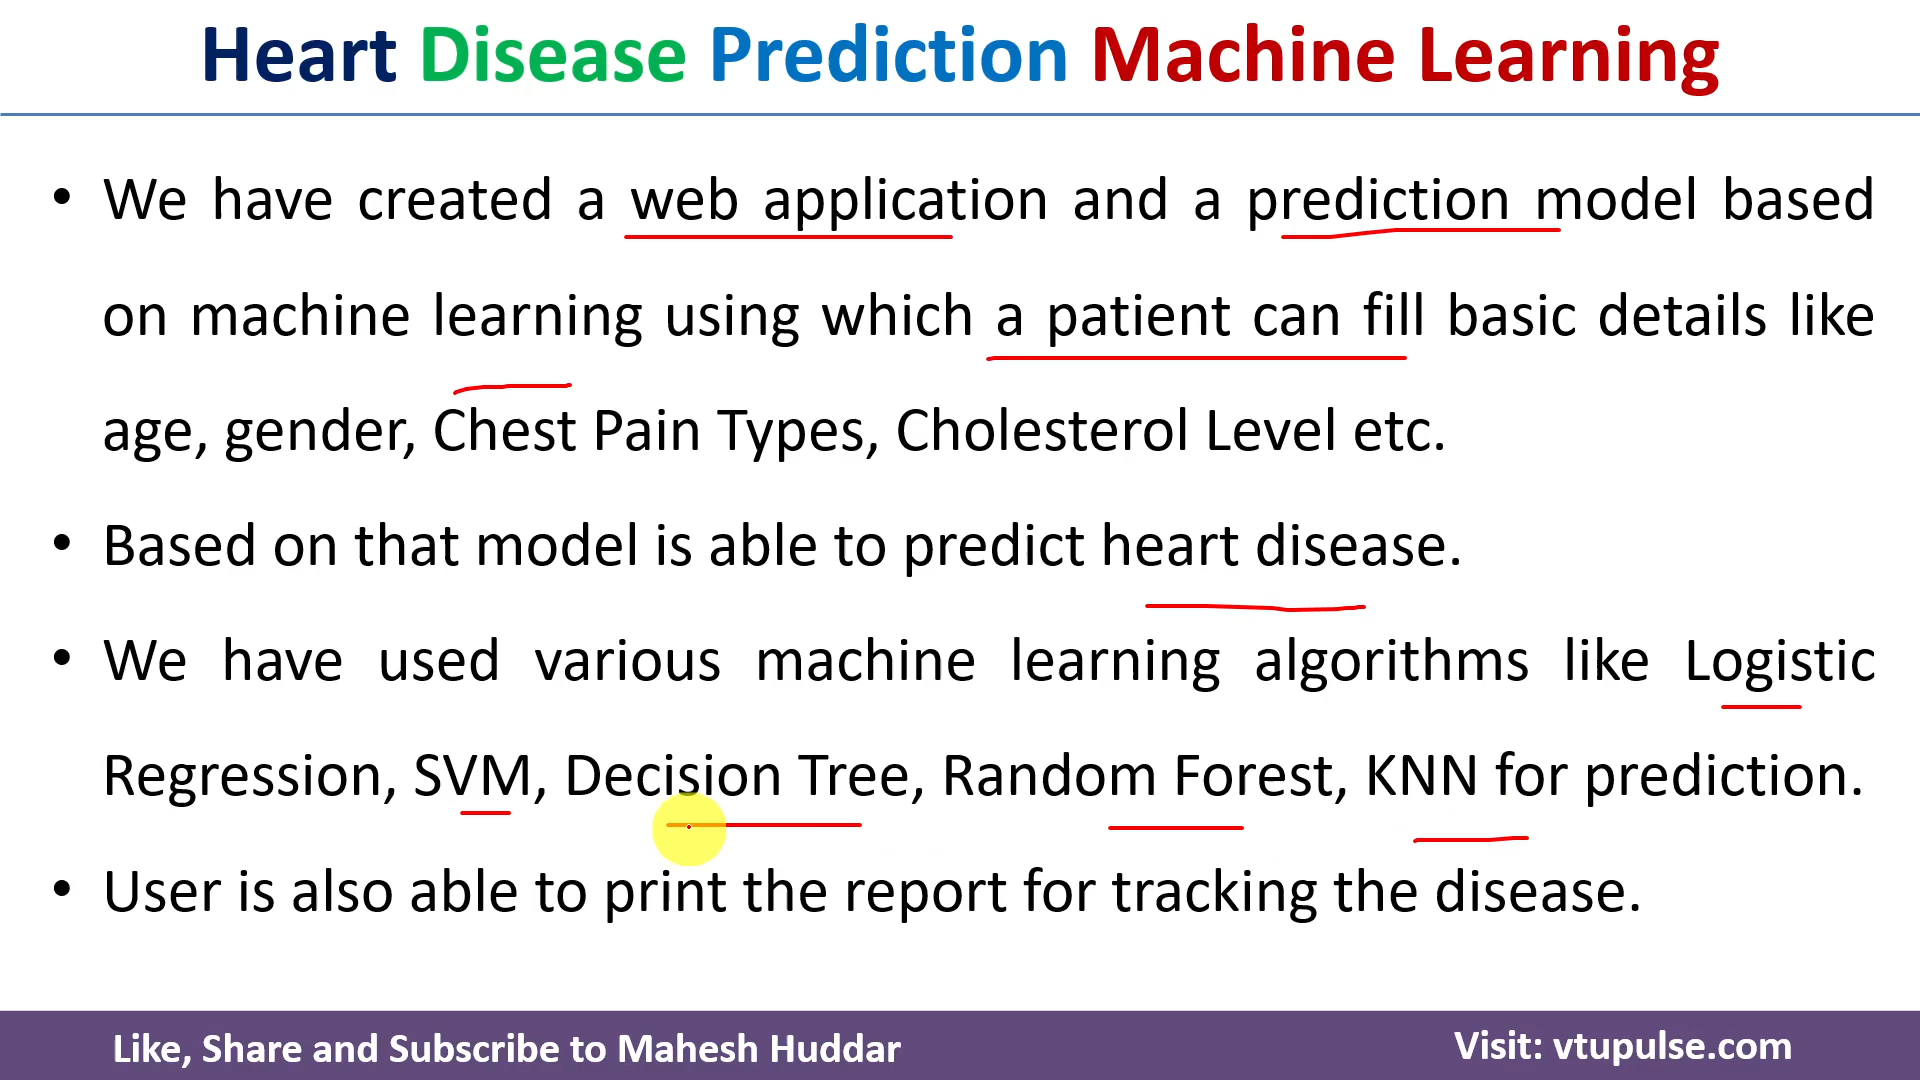 Heart Disease Prediction Machine Learning
• We have created a web application and a prediction model based
on machine learning using which a patient can fill basic details like
age, gender, Chest Pain Types, Cholesterol Level etc.
• Based on that model is able to predict heart disease.
• We have used various machine learning algorithms like Logistic
Regression, SVM, Decision Tree, Random Forest, KNN for prediction.
• User is also able to print the report for tracking the disease.
Like, Share and Subscribe to Mahesh Huddar
Visit: vtupulse.com